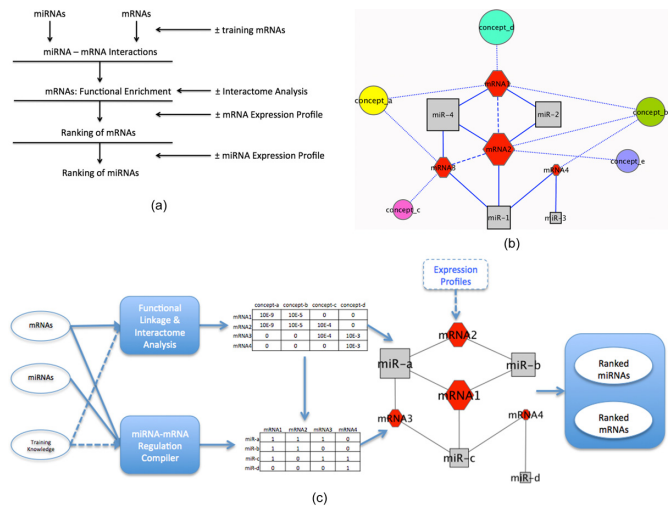 miRNAs mRNAs
± training mRNAs
miRNA – mRNA Interactions
mRNAs: Functional Enrichment ± Interactome Analysis
± mRNA Expression Profile
Ranking of mRNAs
± miRNA Expression Profile
Ranking of miRNAs
(a)
concept_d
mRNA1
concept_a
concept_b
miR-4
miR-2
mRNA2
mRNA3
mRNA4
concept_e
concept_c
miR-1
miR-3
(b)
mRNAs
miRNAs
Training
Knowledge
Functional
Linkage &
Interactome
Analysis
miRNA-mRNA
Regulation
Compiler
concept-a concept-b concept-c concept-d
mRNA1 10E-9 10E-5 0 0
mRNA2 10E-9 10E-5 10E-4 0
mRNA3 0 0 10E-4 10E-3
mRNA4 0 0 0 10E-3
mRNA1 mRNA2 mRNA3 mRNA4
miR-a 1 1 1 0
miR-b 1 1 0 0
miR-c 1 0 1 1
miR-d 0 0 0 1
Expression
Profiles
mRNA2
miR-a
miR-b
mRNA1
mRNA3
mRNA4
miR-c
miR-d
Ranked
miRNAs
Ranked
mRNAs
(c)